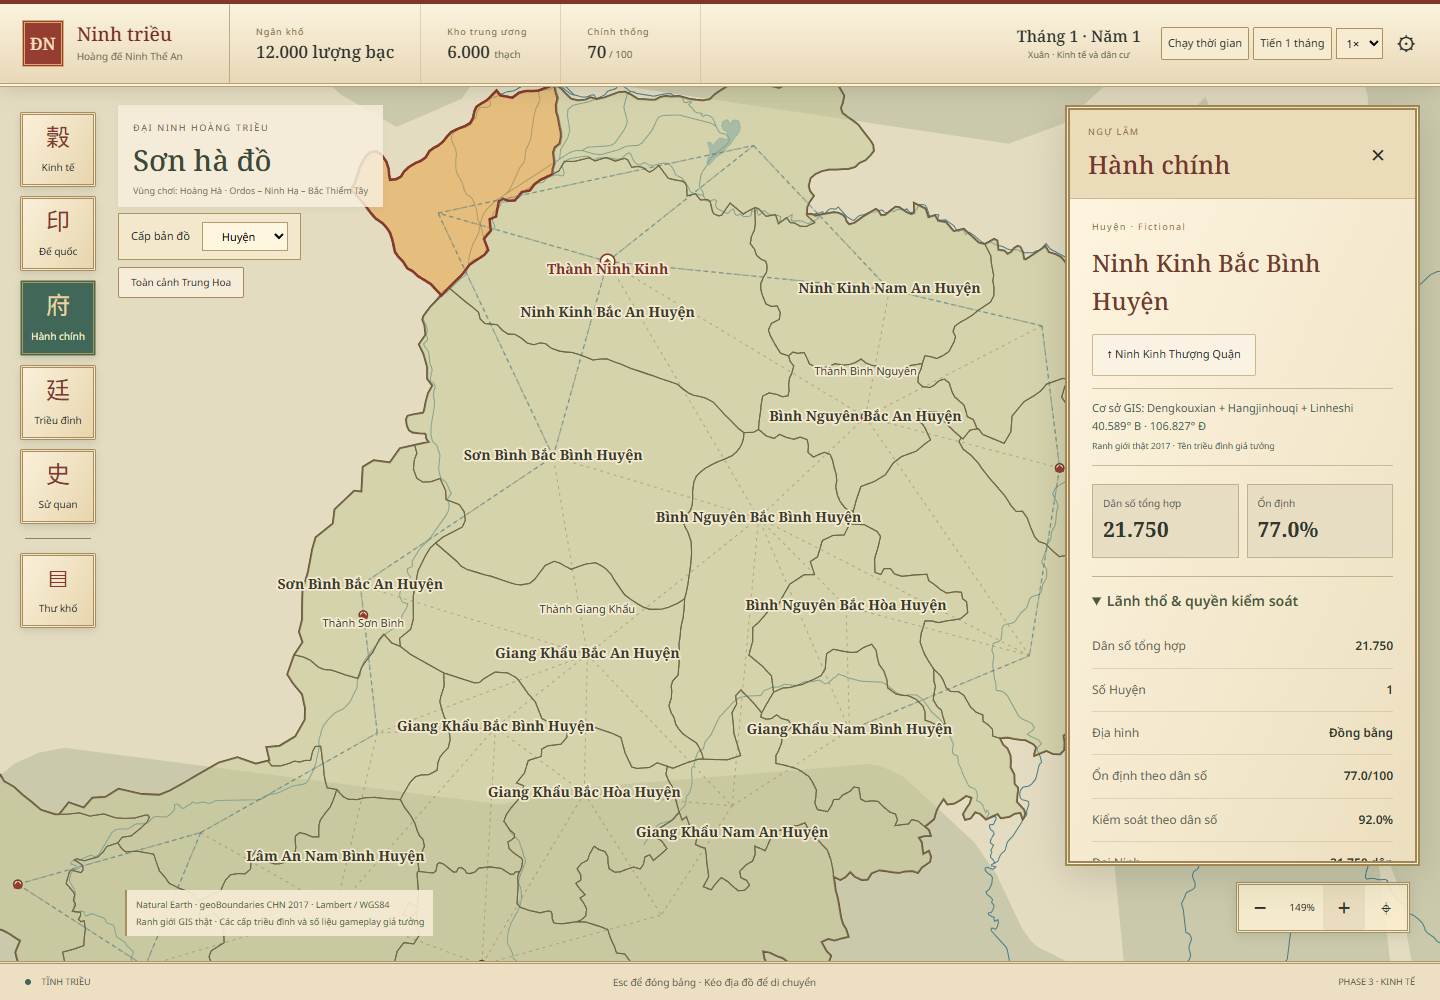 ĐN
Ninh triều
Hoàng đế Ninh Thế An
Ngân khố
12.000 lượng bạc
Kho trung ương
6.000 thạch
Chính thống
70 / 100
Tháng 1 · Năm 1
Xuân · Kinh tế và dân cư
Chạy thời gian
Tiến 1 tháng
1×
穀
Kinh tế
印
Đế quốc
府
Hành chính
廷
Triều đình
史
Sử quan
▤
Thư khố
ĐẠI NINH HOÀNG TRIỀU
Sơn hà đồ
Vùng chơi: Hoàng Hà · Ordos – Ninh Hạ – Bắc Thiểm Tây
Cấp bản đồ
Huyện
Toàn cảnh Trung Hoa
Thành Ninh Kinh
Ninh Kinh Nam An Huyện
Ninh Kinh Bắc An Huyện
Thành Bình Nguyên
Bình Nguyên Bắc An Huyện
Sơn Bình Bắc Bình Huyện
Bình Nguyên Bắc Bình Huyện
Sơn Bình Bắc An Huyện
Thành Sơn Bình
Thành Giang Khẩu
Bình Nguyên Bắc Hòa Huyện
Giang Khẩu Bắc An Huyện
Giang Khẩu Bắc Bình Huyện
Giang Khẩu Nam Bình Huyện
Giang Khẩu Bắc Hòa Huyện
Giang Khẩu Nam An Huyện
Lâm An Nam Bình Huyện
Natural Earth · geoBoundaries CHN 2017 · Lambert / WGS84
Ranh giới GIS thật · Các cấp triều đình và số liệu gameplay giả tưởng
NGỰ LÃM
Hành chính
✕
Huyện · Fictional
Ninh Kinh Bắc Bình
Huyện
↑ Ninh Kinh Thượng Quận
Cơ sở GIS: Dengkouxian + Hangjinhouqi + Linheshi
40.589° B · 106.827° Đ
Ranh giới thật 2017 · Tên triều đình giả tưởng
Dân số tổng hợp
21.750
Ổn định
77.0%
▼ Lãnh thổ & quyền kiểm soát
Dân số tổng hợp 21.750
Số Huyện 1
Địa hình Đồng bằng
Ổn định theo dân số 77.0/100
Kiểm soát theo dân số 92.0%
Đại Ninh 21.750 dân
− 149% + ⌖
TĨNH TRIỀU
Esc để đóng bảng · Kéo địa đồ để di chuyển
PHASE 3 · KINH TẾ